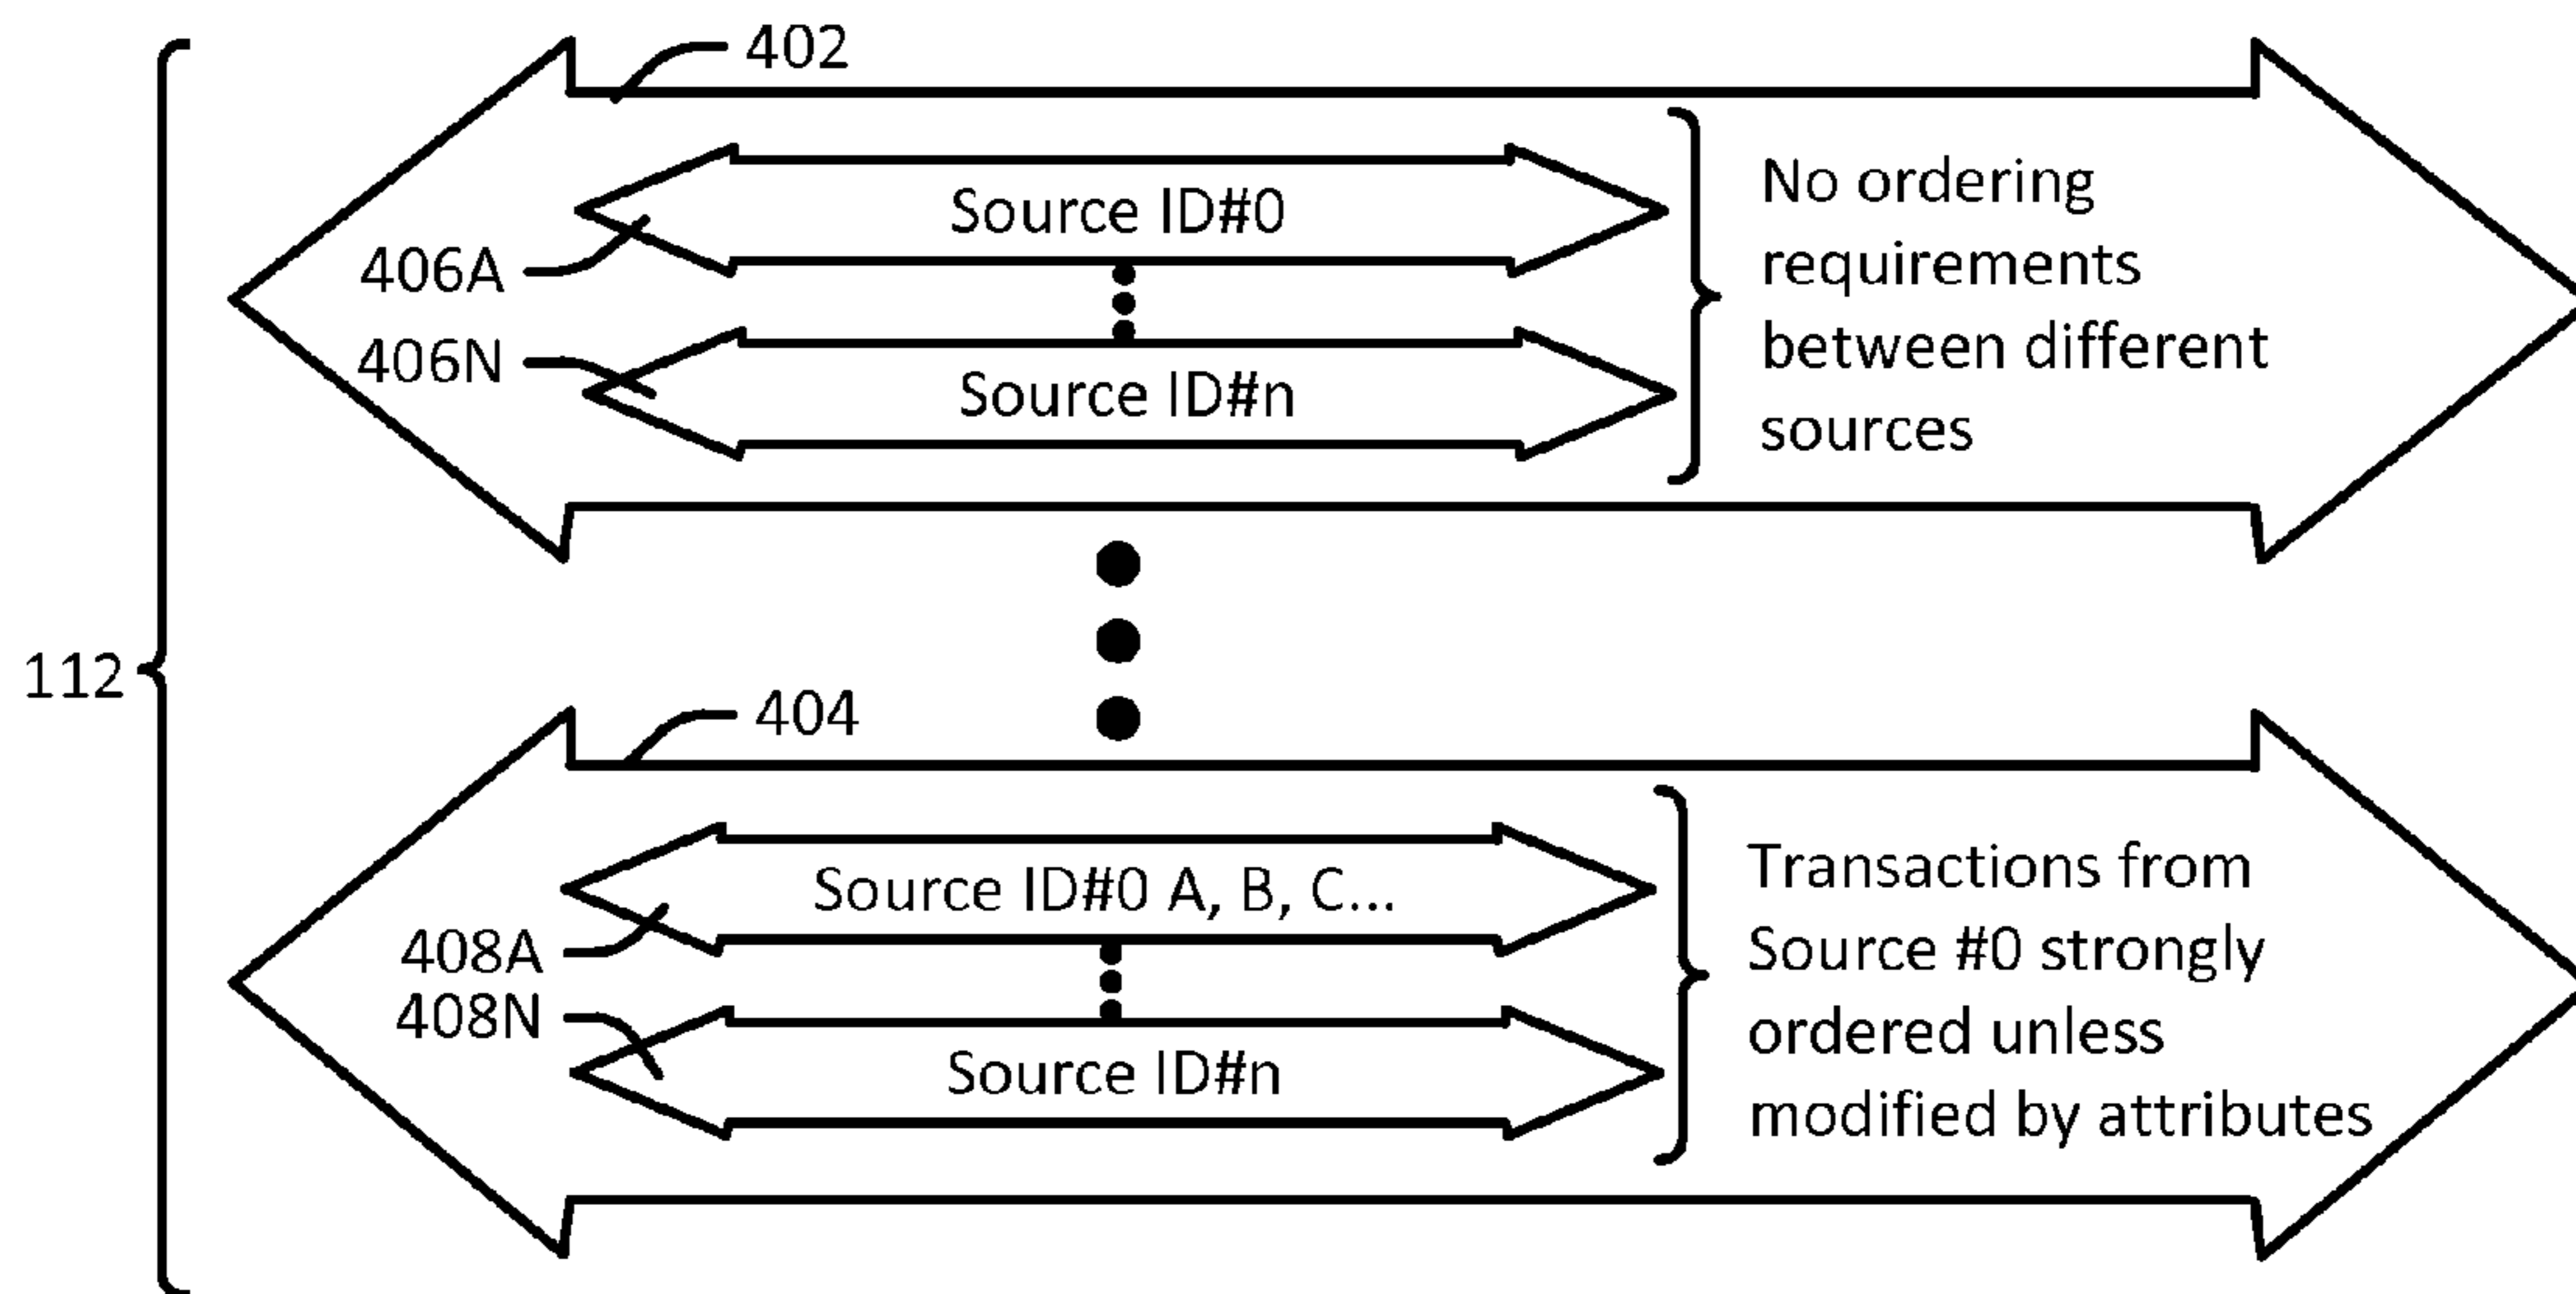 402
Source ID#0
406A
406N
Source ID#n
No ordering
requirements
between different
sources
112
404
Source ID#0 A, B, C...
408A
408N
Source ID#n
Transactions from
Source #0 strongly
ordered unless
modified by attributes